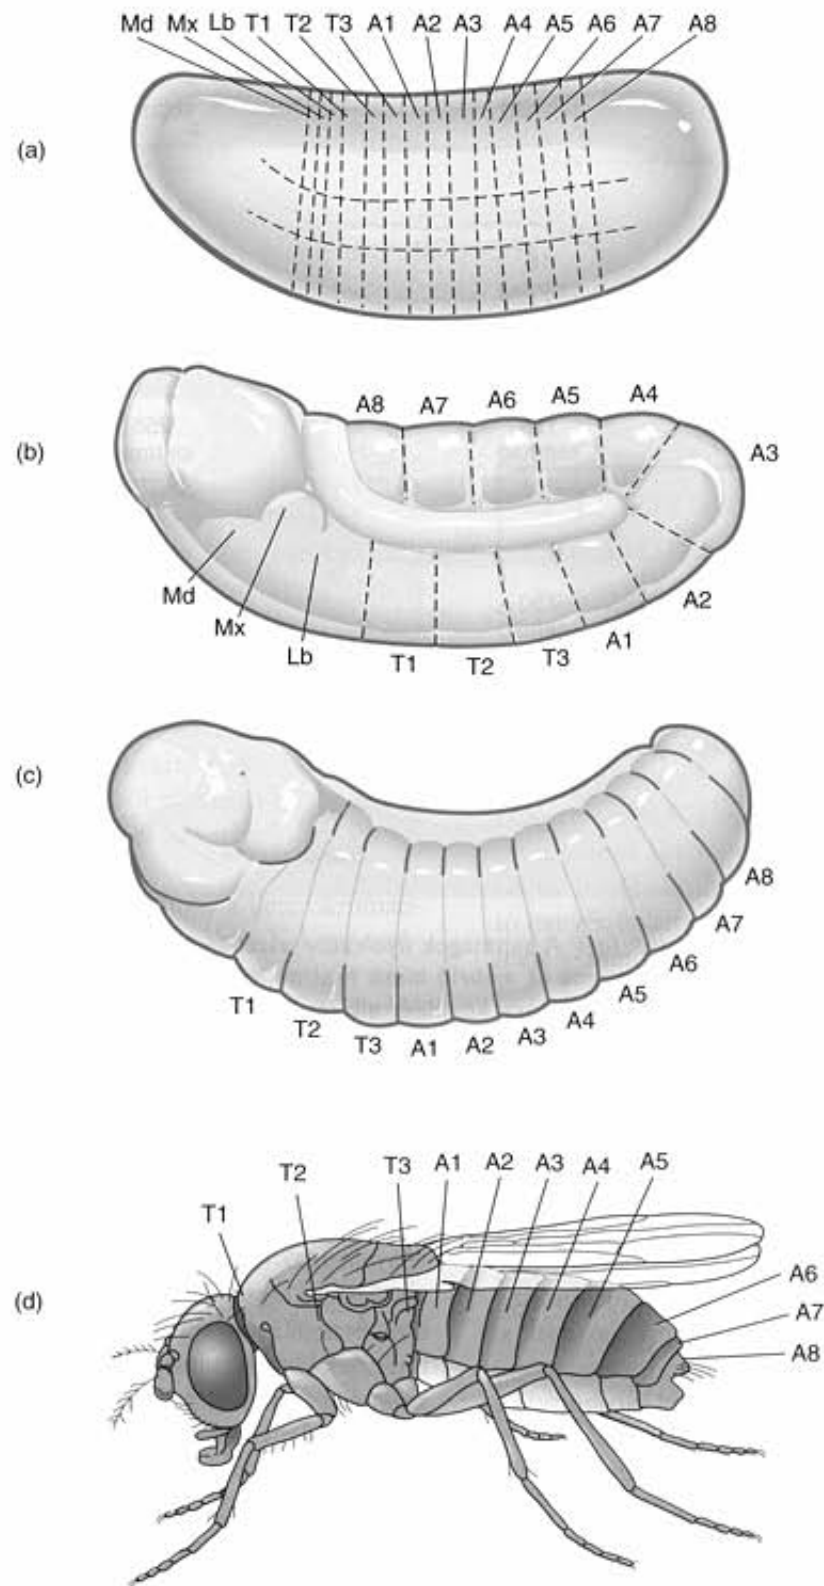 Md Mx Lb T1 T2 T3 A1 A2 A3 A4 A5 A6 A7 A8
(a)
A8 A7 A6 A5 A4
(b)
A3
Md
Mx
Lb
T1 T2 T3 A1 A2
(c)
A8
A7
A6
A5
T1 T2 T3 A1 A2 A3 A4
T1 T2 T3 A1 A2 A3 A4 A5
(d)
A6
A7
A8